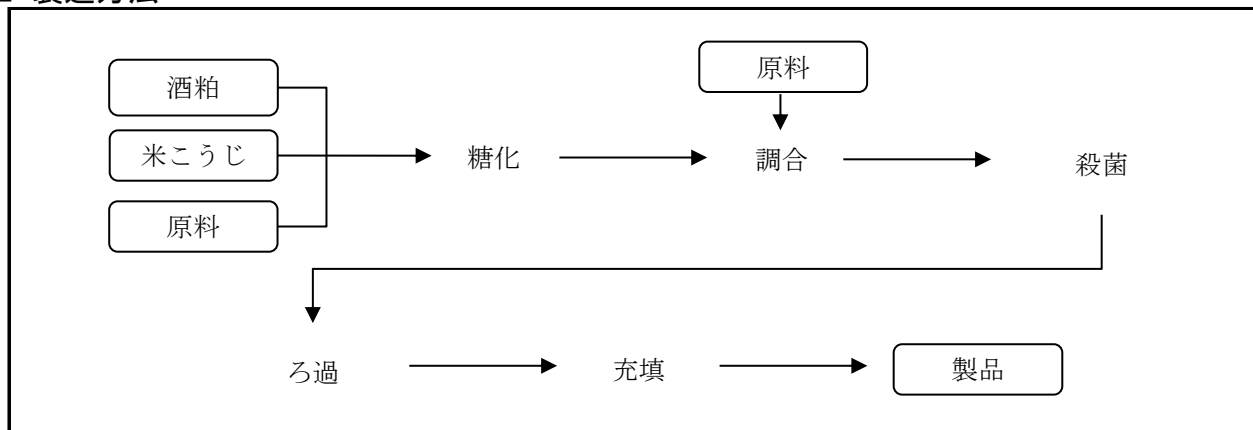 製造方法
原料
酒粕
米こうじ
原料
糖化
調合
殺菌
ろ過
充填
製品